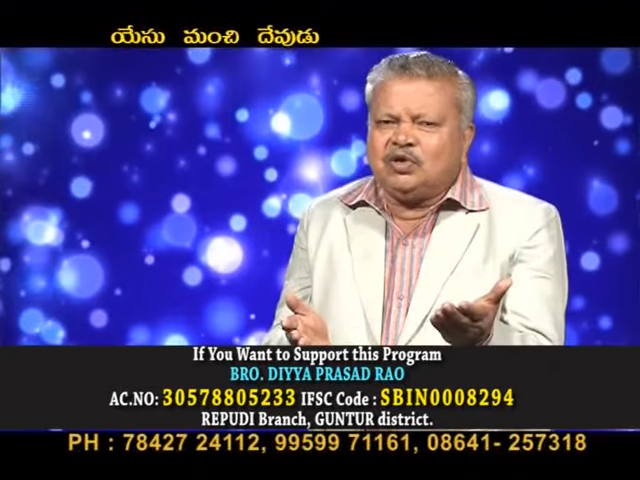 యేసు మంచి దేవుడు
If You Want to Support this Program
BRO. DIYYA PRASAD RAO
AC.NO: 30578805233 IFSC Code : SBIN0008294
REPUDI Branch, GUNTUR district.
PH : 78427 24112, 99599 71161, 08641- 257318